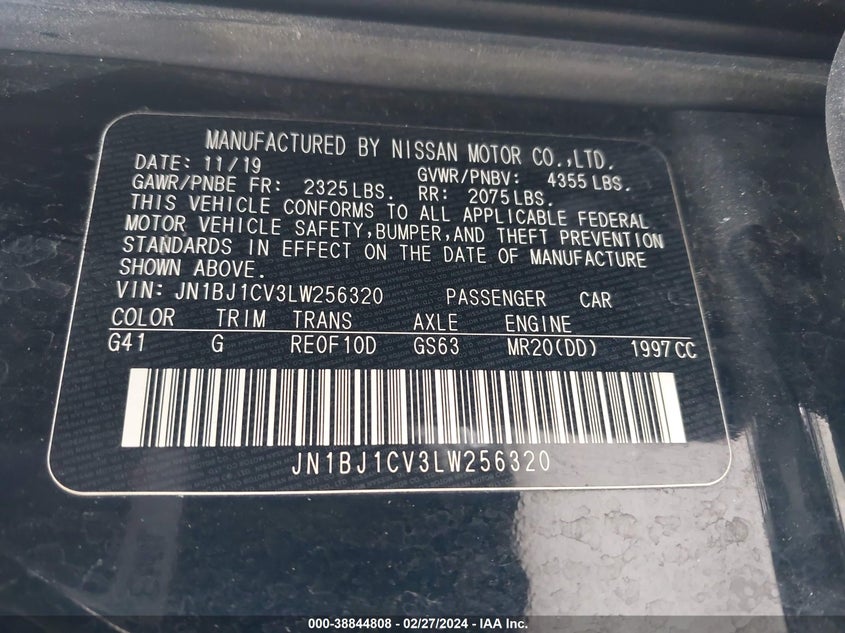 MANUFACTURED BY NISSAN MOTOR CO.,LTD.
DATE: 11/19 GVWR/PNBV: 4355 LBS.
GAWR/PNBE FR: 2325 LBS. RR: 2075 LBS.
THIS VEHICLE CONFORMS TO ALL APPLICABLE FEDERAL
MOTOR VEHICLE SAFETY, BUMPER, AND THEFT PREVENTION
STANDARDS IN EFFECT ON THE DATE OF MANUFACTURE
SHOWN ABOVE.
VIN: JN1BJ1CV3LW256320 PASSENGER CAR
COLOR TRIM TRANS AXLE ENGINE
G41 G RE0F10D GS63 MR20(DD) 1997CC
JN1BJ1CV3LW256320
000-38844808 - 02/27/2024 - IAA Inc.